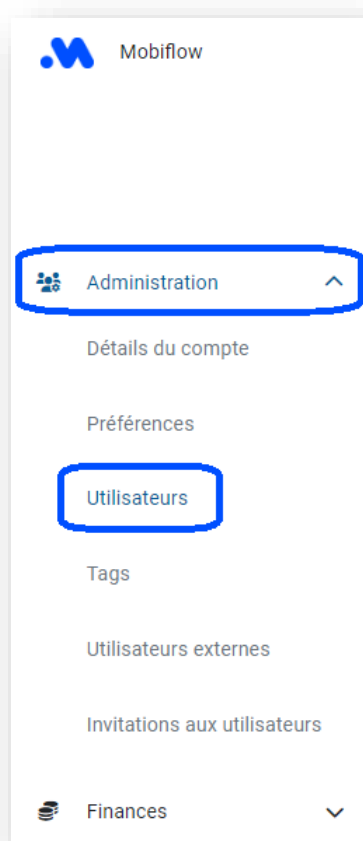 Mobiflow
Administration
Détails du compte
Préférences
Utilisateurs
Tags
Utilisateurs externes
Invitations aux utilisateurs
Finances